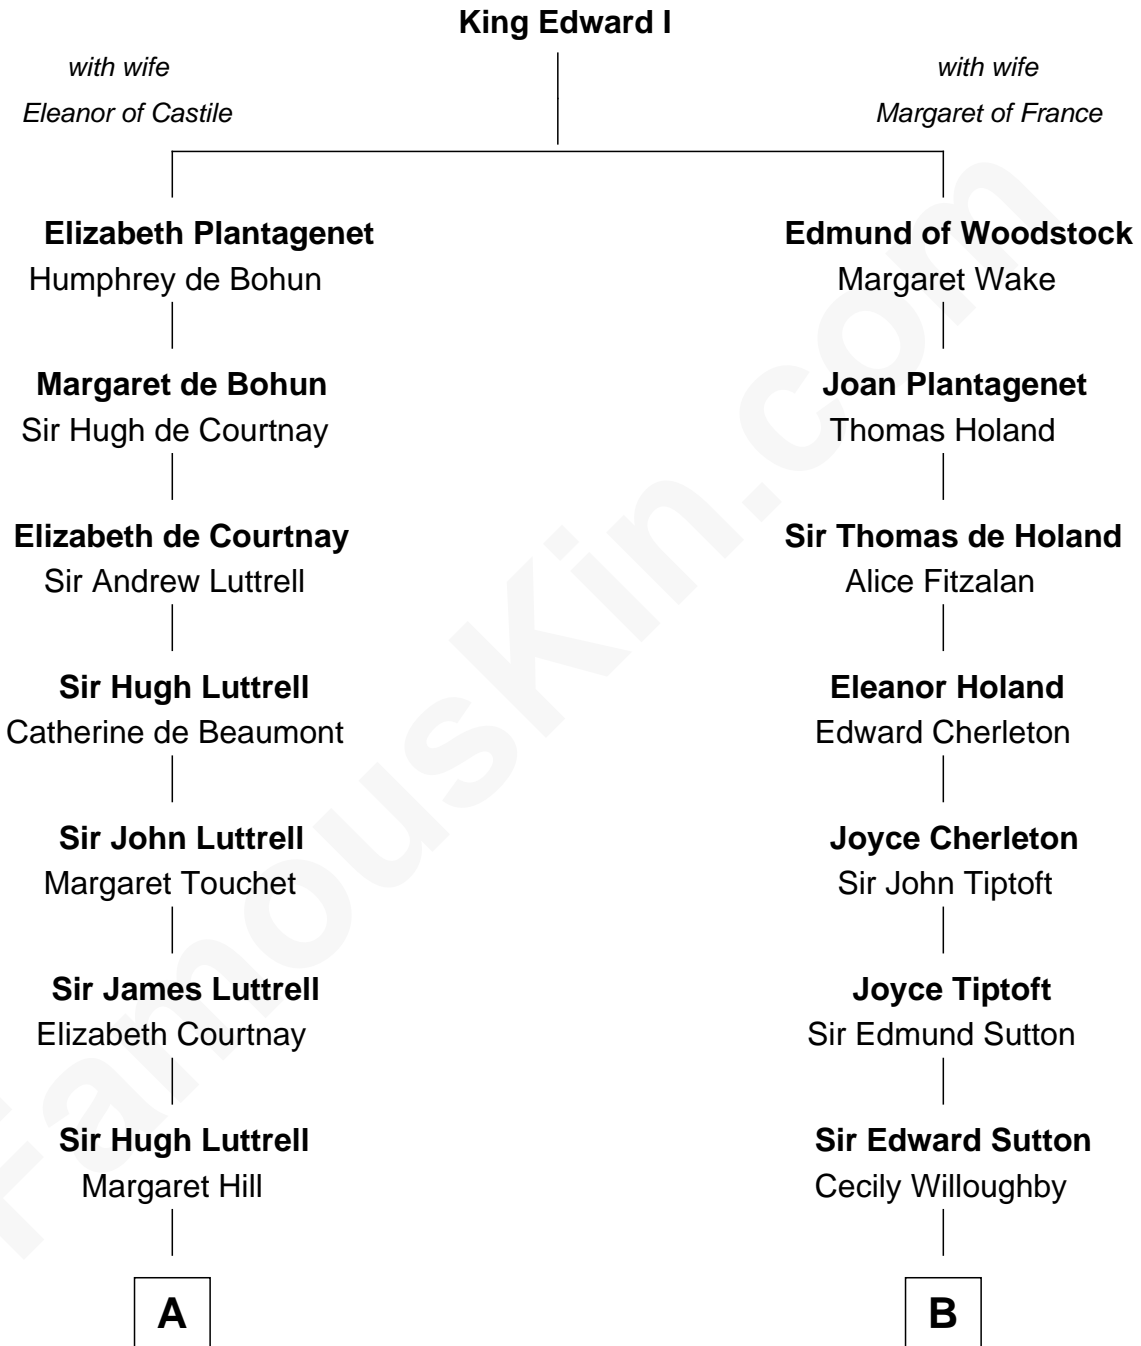 King Edward I
with wife
Eleanor of Castile
with wife
Margaret of France
Elizabeth Plantagenet
Humphrey de Bohun
Edmund of Woodstock
Margaret Wake
Margaret de Bohun
Sir Hugh de Courtnay
Joan Plantagenet
Thomas Holand
Elizabeth de Courtnay
Sir Andrew Luttrell
Sir Thomas de Holand
Alice Fitzalan
Sir Hugh Luttrell
Catherine de Beaumont
Eleanor Holand
Edward Cherleton
Sir John Luttrell
Margaret Touchet
Joyce Cherleton
Sir John Tiptoft
Sir James Luttrell
Elizabeth Courtnay
Joyce Tiptoft
Sir Edmund Sutton
Sir Hugh Luttrell
Margaret Hill
Sir Edward Sutton
Cecily Willoughby
A
B
FamousKin.com